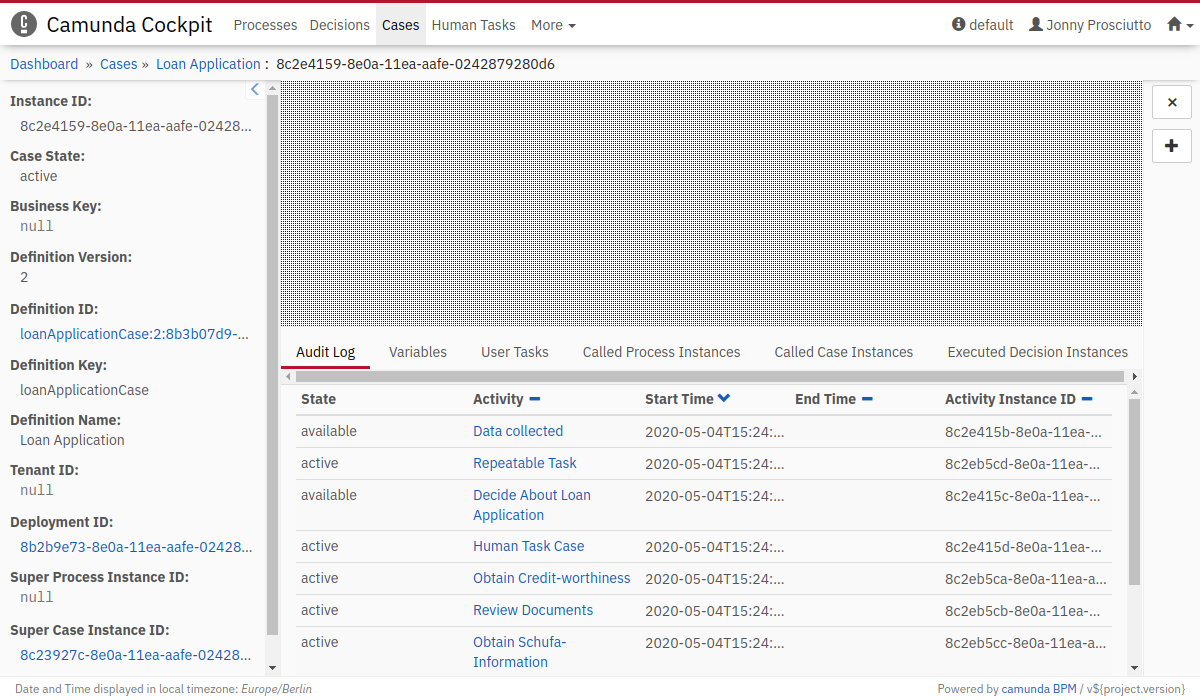 Camunda Cockpit Processes Decisions Cases Human Tasks More default Jonny Prosciutto
Dashboard » Cases » Loan Application : 8c2e4159-8e0a-11ea-aafe-0242879280d6
Instance ID:
8c2e4159-8e0a-11ea-aafe-02428...
Case State:
active
Business Key:
null
Definition Version:
2
Definition ID:
loanApplicationCase:2:8b3b07d9-...
Definition Key:
loanApplicationCase
Definition Name:
Loan Application
Tenant ID:
null
Deployment ID:
8b2b9e73-8e0a-11ea-aafe-02428...
Super Process Instance ID:
null
Super Case Instance ID:
8c23927c-8e0a-11ea-aafe-02428...
Audit Log Variables User Tasks Called Process Instances Called Case Instances Executed Decision Instances
State Activity Start Time End Time Activity Instance ID
available Data collected 2020-05-04T15:24:... 8c2e415b-8e0a-11ea-...
active Repeatable Task 2020-05-04T15:24:... 8c2eb5cd-8e0a-11ea-...
available Decide About Loan 2020-05-04T15:24:... 8c2e415c-8e0a-11ea-...
Application
active Human Task Case 2020-05-04T15:24:... 8c2e415d-8e0a-11ea-...
active Obtain Credit-worthiness 2020-05-04T15:24:... 8c2eb5ca-8e0a-11ea-a...
active Review Documents 2020-05-04T15:24:... 8c2eb5cb-8e0a-11ea-...
active Obtain Schufa- 2020-05-04T15:24:... 8c2eb5cc-8e0a-11ea-a...
Information
Date and Time displayed in local timezone: Europe/Berlin Powered by camunda BPM / v${project.version}